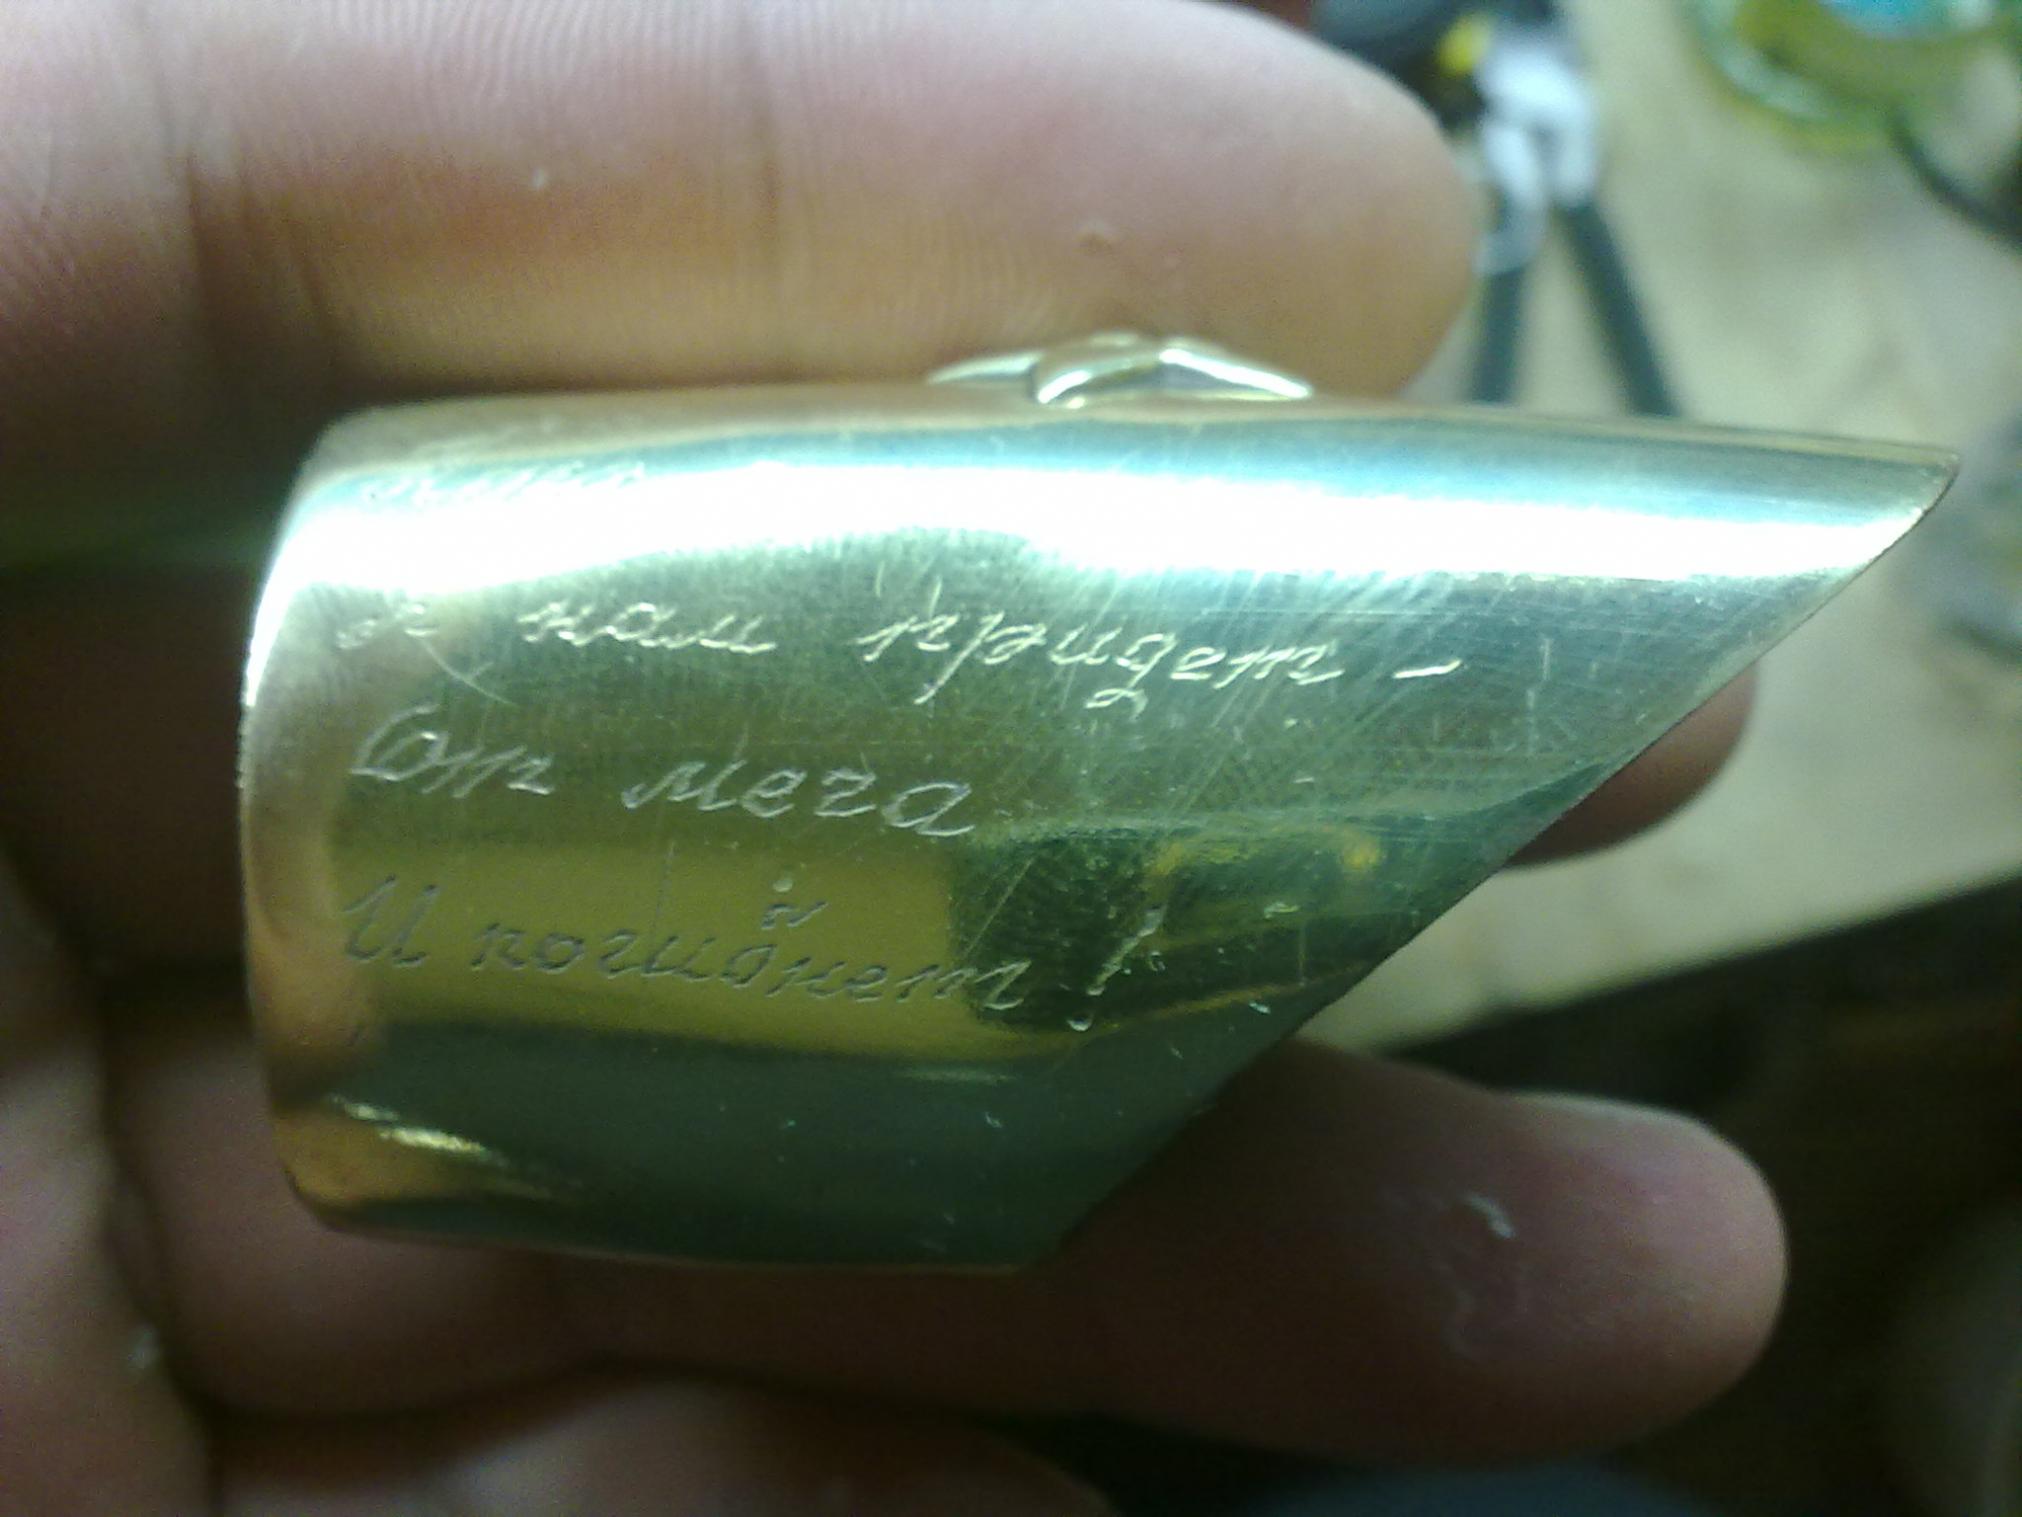 к нам придет -
От меча
И погибнет!